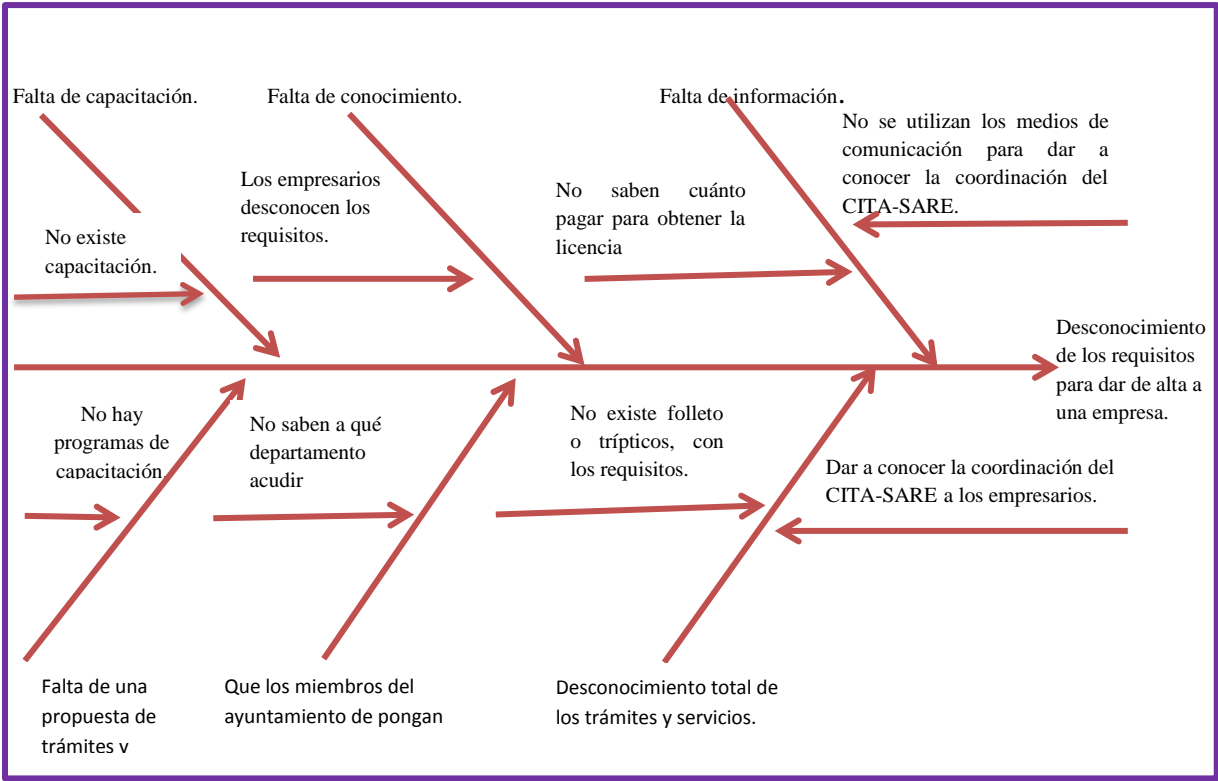 Falta de capacitación.
Falta de conocimiento.
Falta de información.
No se utilizan los medios de
comunicación para dar a
conocer la coordinación del
CITA-SARE.
Los empresarios
desconocen los
requisitos.
No saben cuánto
pagar para obtener la
licencia
No existe
capacitación.
Desconocimiento
de los requisitos
para dar de alta a
una empresa.
No hay
programas de
capacitación.
No saben a qué
departamento
acudir
No existe folleto
o trípticos, con
los requisitos.
Dar a conocer la coordinación del
CITA-SARE a los empresarios.
Falta de una
propuesta de
trámites y
Que los miembros del
ayuntamiento de pongan
Desconocimiento total de
los trámites y servicios.